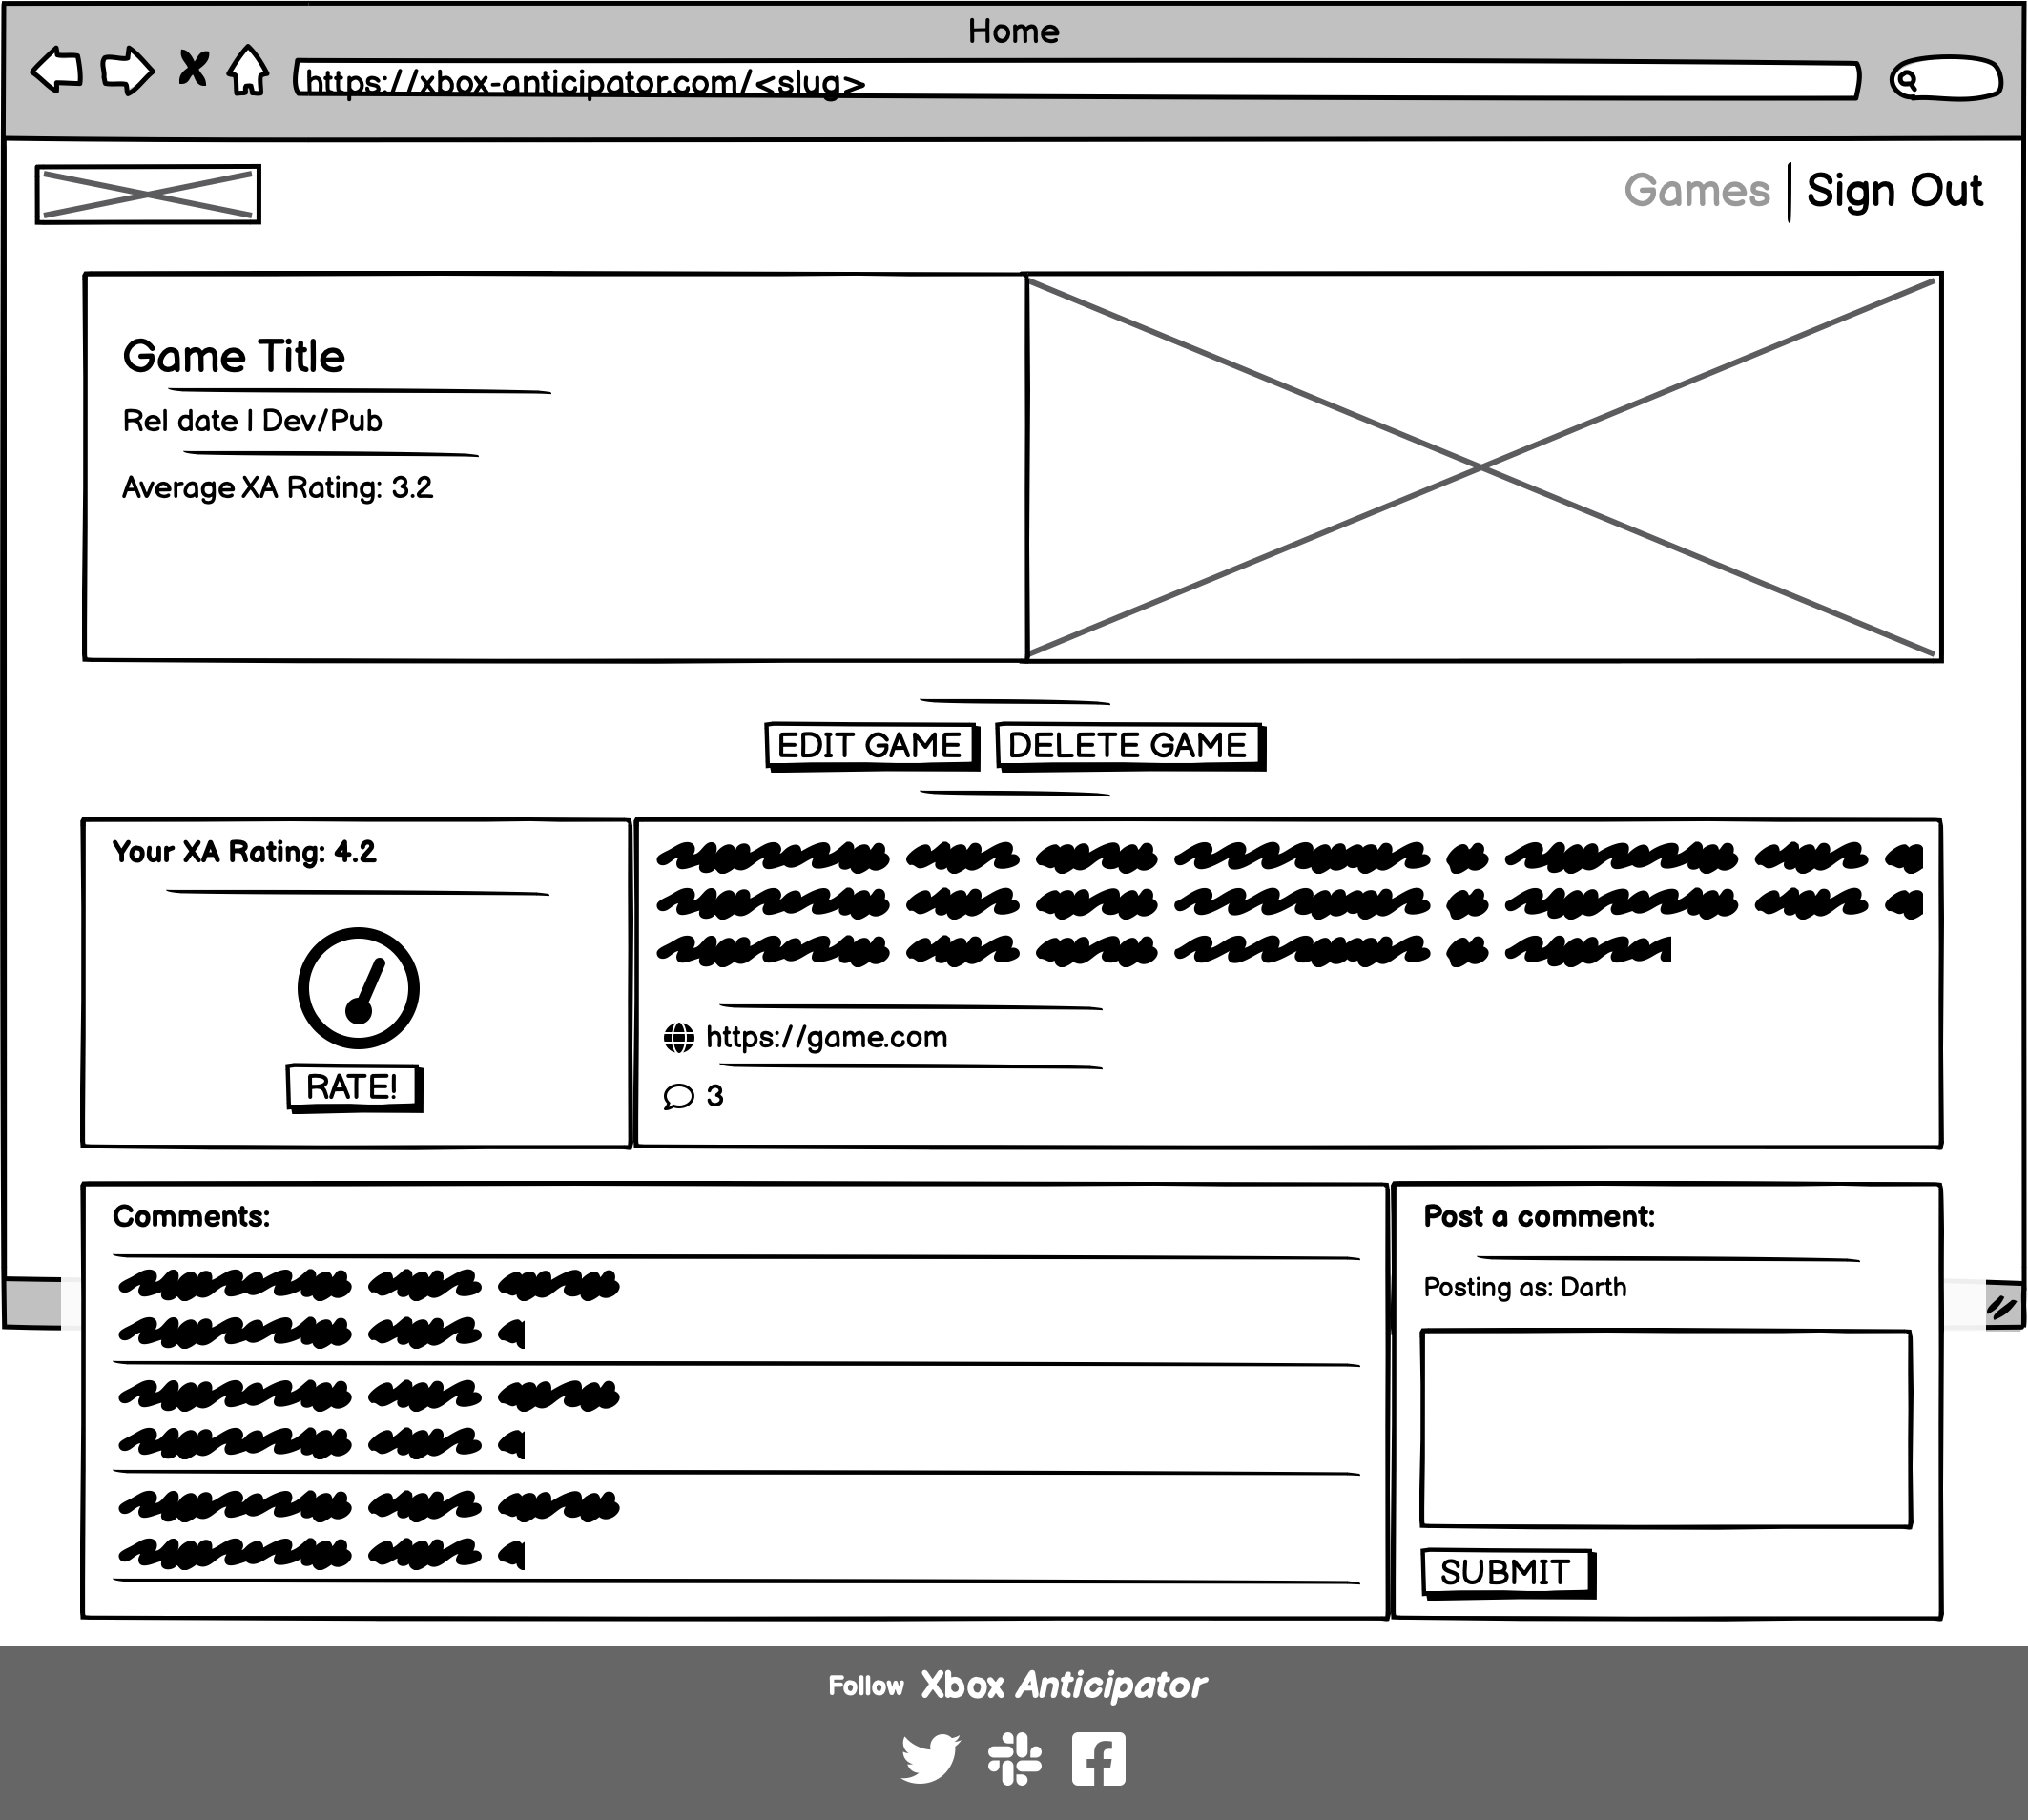 Home
https://xbox-anticipator.com/<slug>
Games | Sign Out
Game Title
Rel date | Dev/Pub
Average XA Rating: 3.2
EDIT GAME DELETE GAME
Your XA Rating: 4.2
RATE!
https://game.com
3
Comments:
Post a comment:
Posting as: Darth
SUBMIT
Follow Xbox Anticipator